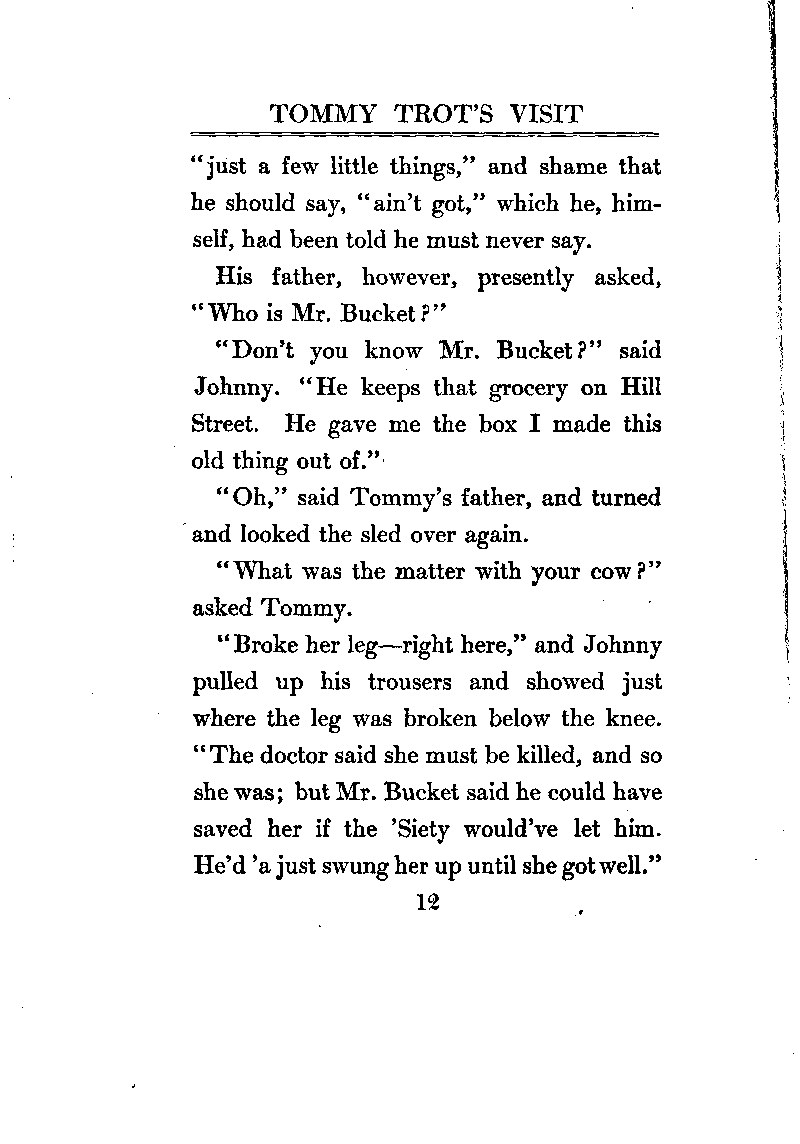 TOMMY TROT'S VISIT
"just a few little things," and shame that
he should say, "ain't got," which he, him-
self, had been told he must never say.
His father, however, presently asked,
"Who is Mr. Bucket?"
"Don't you know Mr. Bucket?" said
Johnny. "He keeps that grocery on Hill
Street. He gave me the box I made this
old thing out of."
"Oh," said Tommy's father, and turned
and looked the sled over again.
"What was the matter with your cow?"
asked Tommy.
"Broke her leg—right here," and Johnny
pulled up his trousers and showed just
where the leg was broken below the knee.
"The doctor said she must be killed, and so
she was; but Mr. Bucket said he could have
saved her if the 'Siety would've let him.
He'd 'a just swung her up until she got well."
12